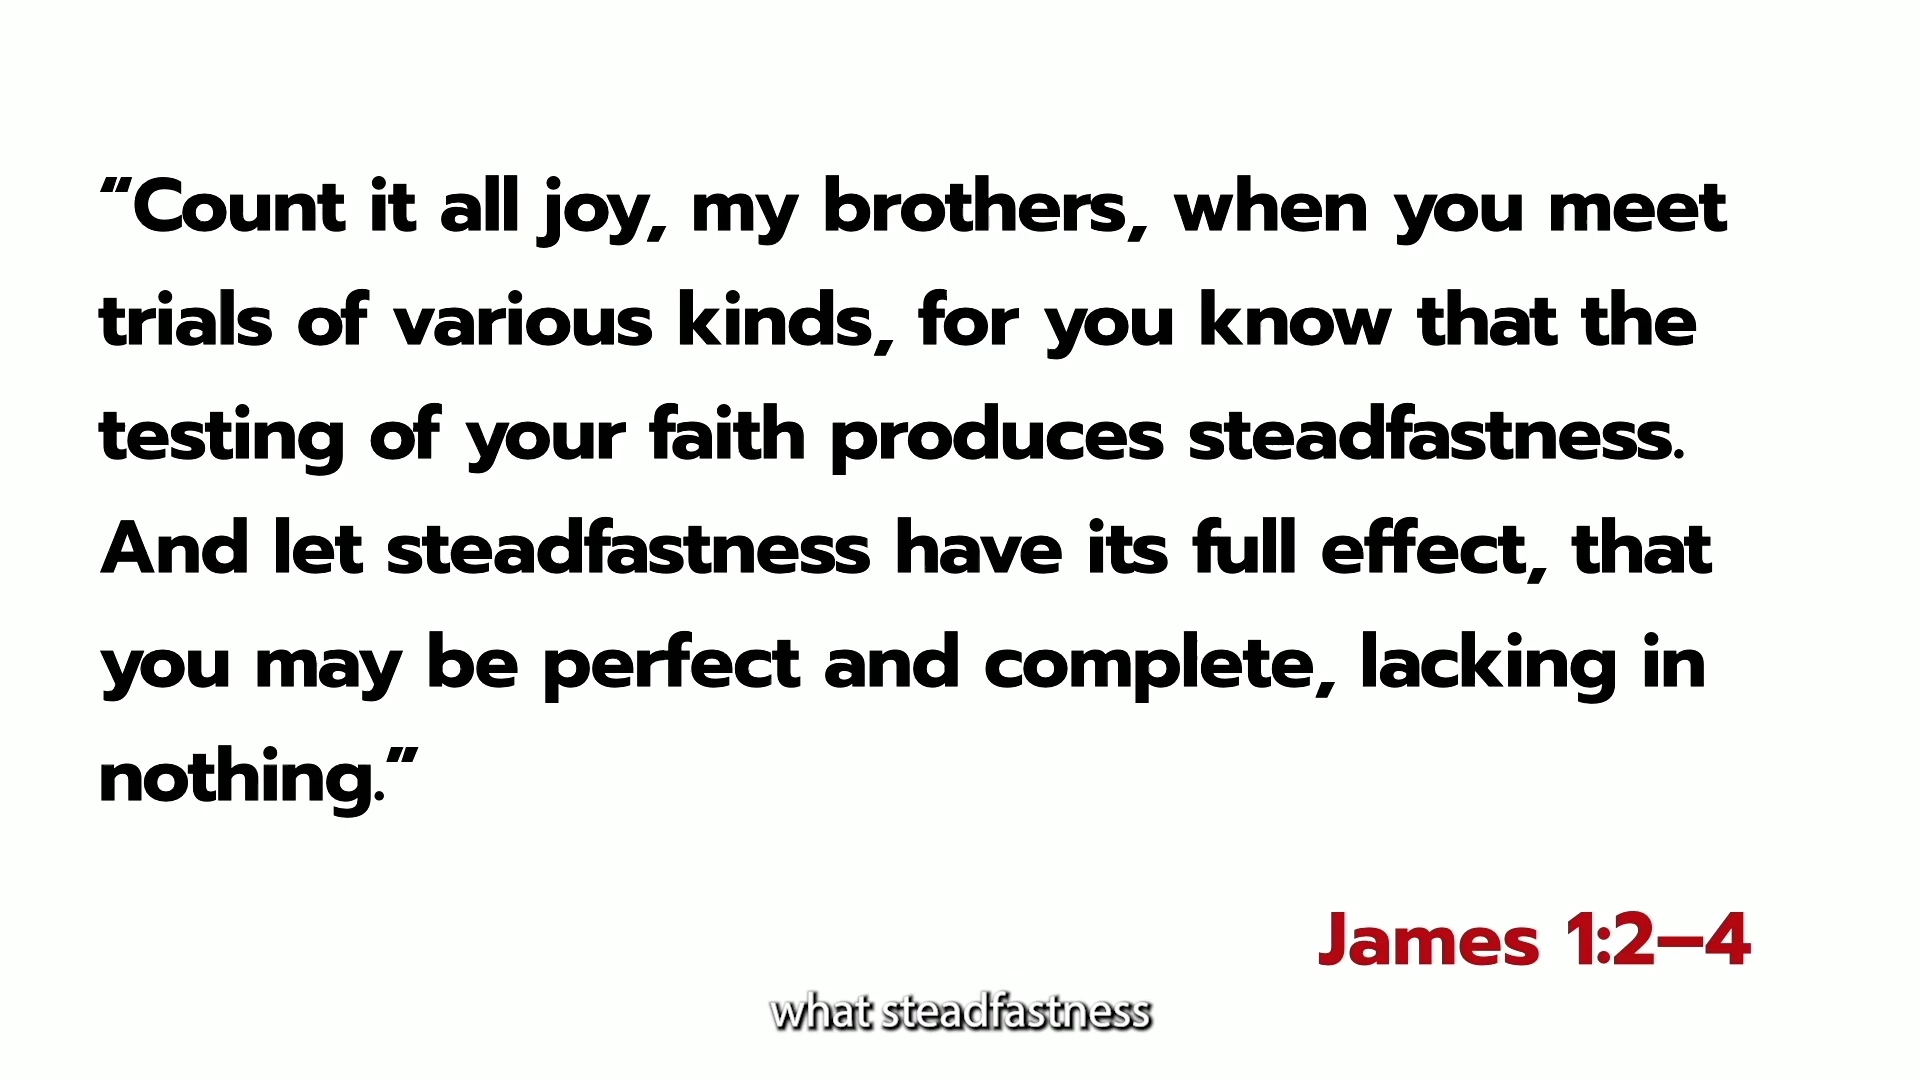 “Count it all joy, my brothers, when you meet
trials of various kinds, for you know that the
testing of your faith produces steadfastness.
And let steadfastness have its full effect, that
you may be perfect and complete, lacking in
nothing.”
James 1:2–4
what steadfastness